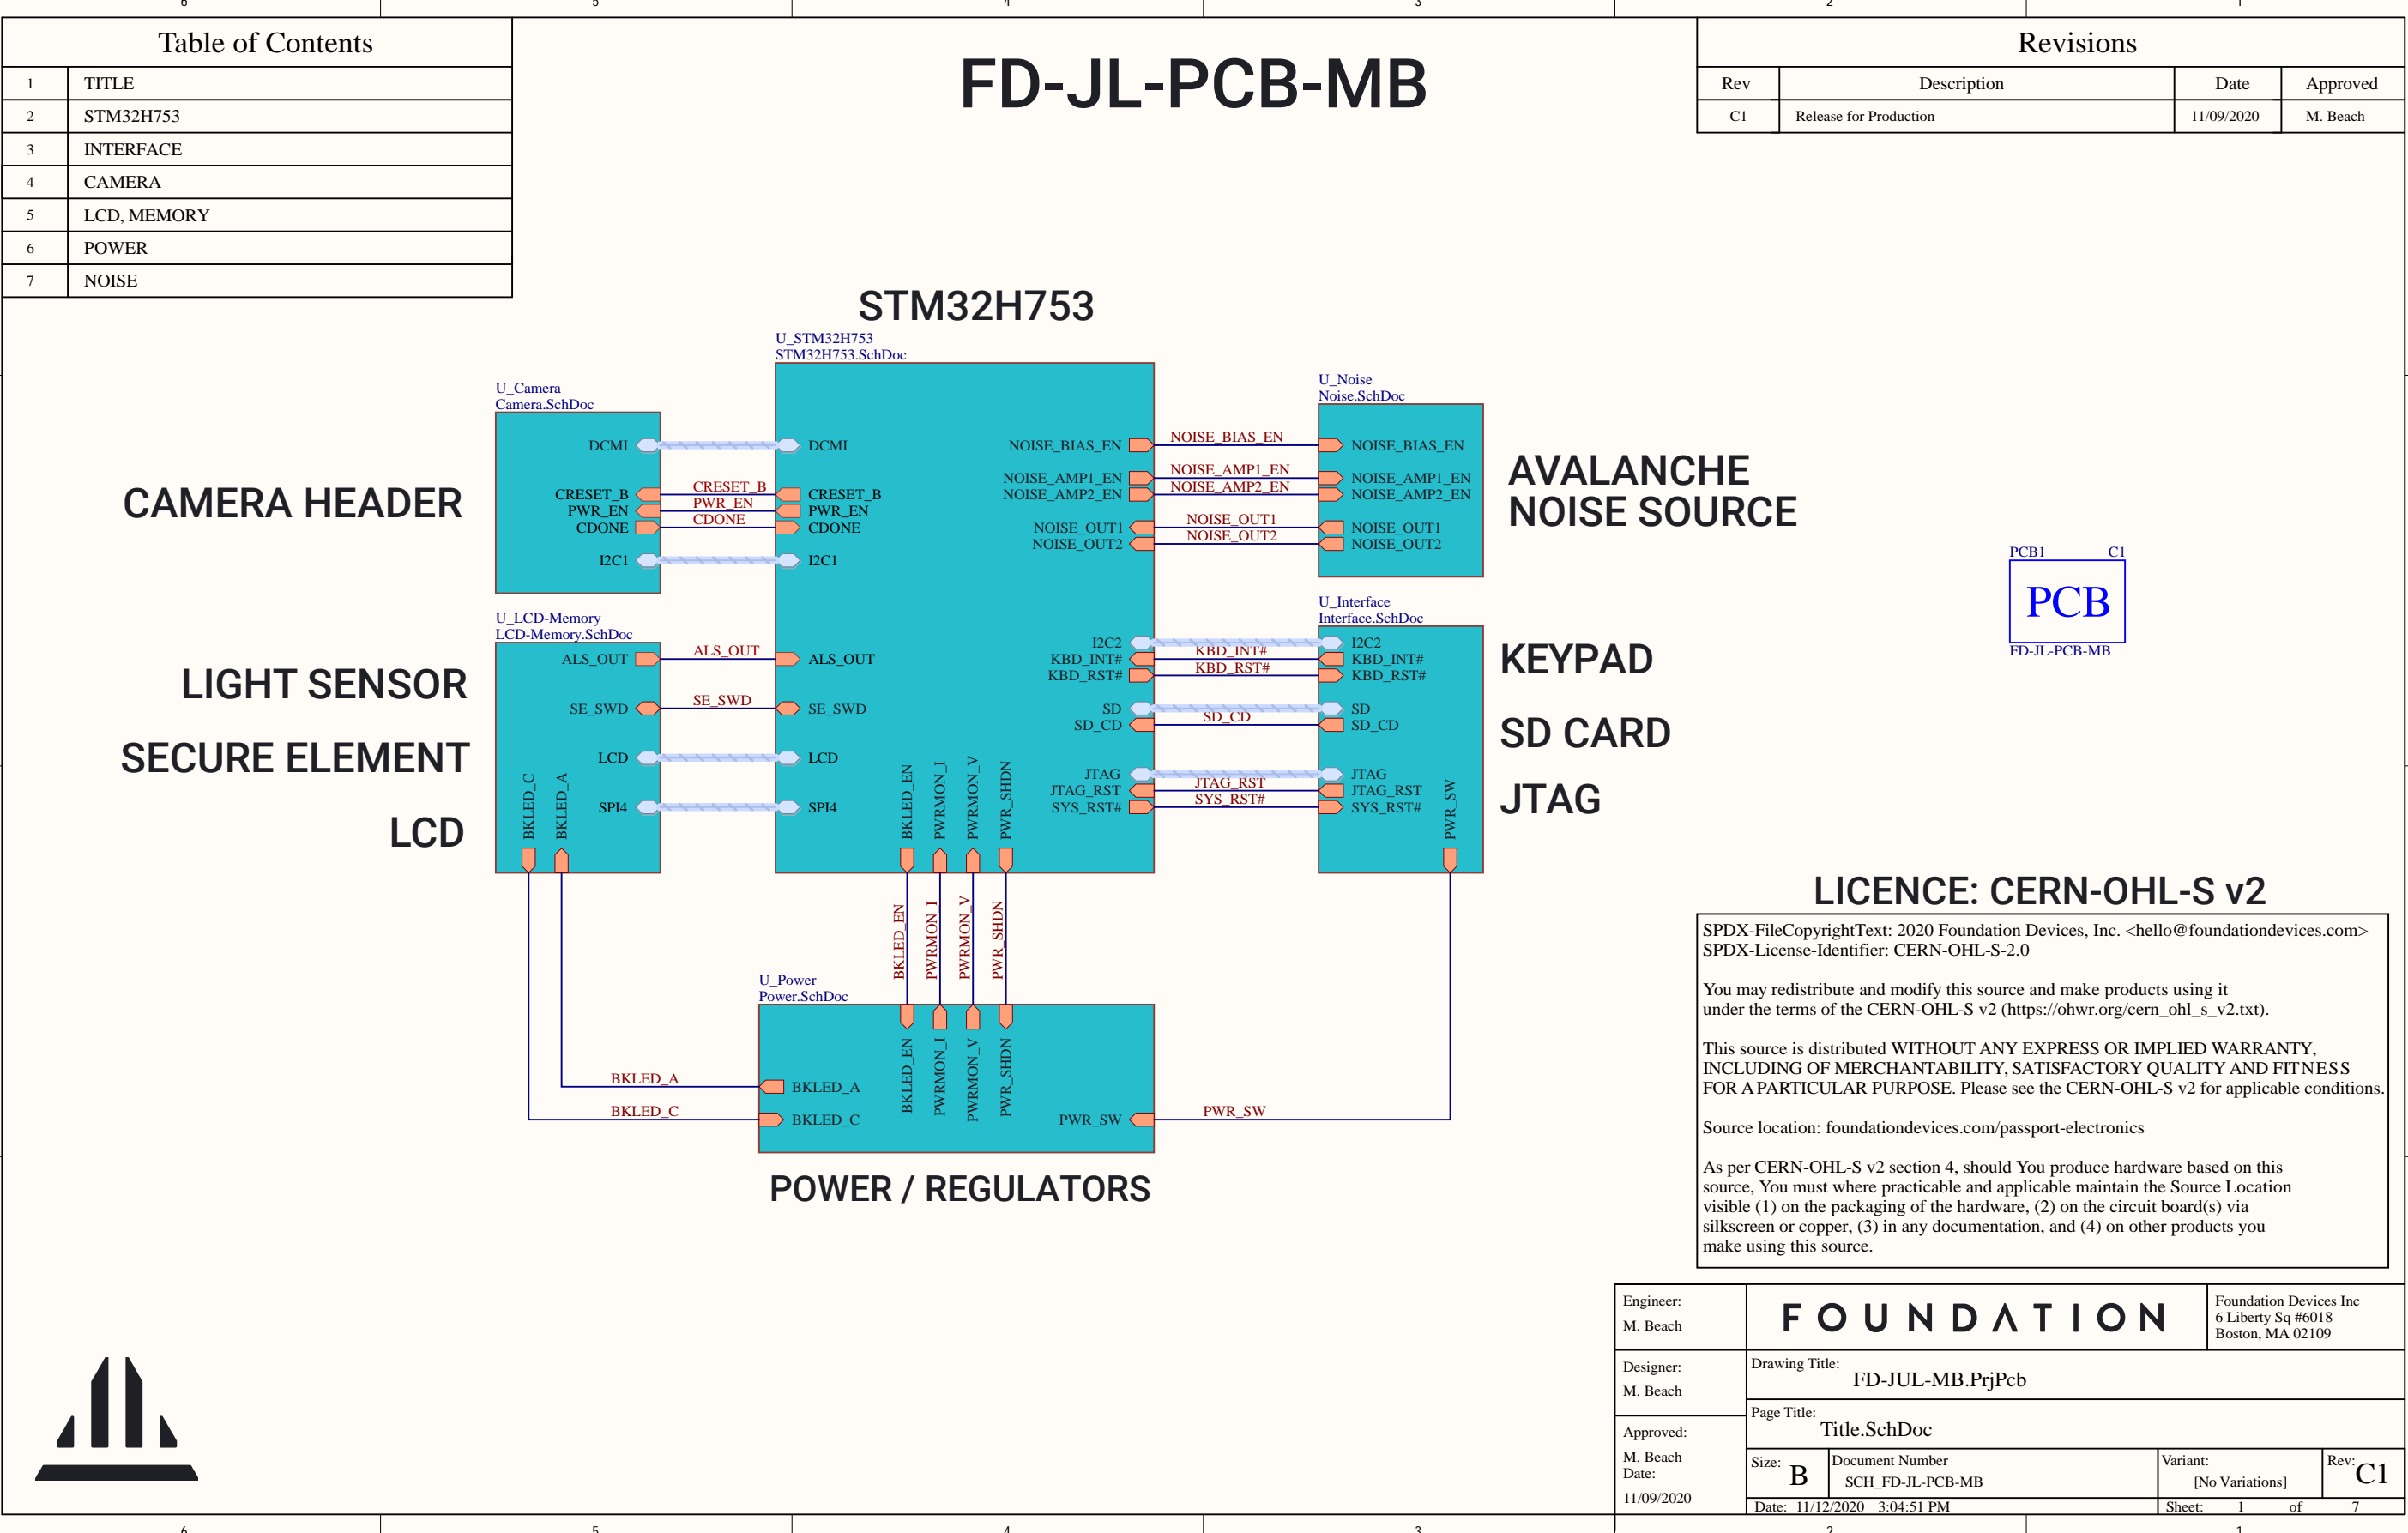 6 5 4 3 2 1
Table of Contents
1 TITLE
2 STM32H753
3 INTERFACE
4 CAMERA
5 LCD, MEMORY
6 POWER
7 NOISE
FD-JL-PCB-MB
Revisions
Rev Description Date Approved
C1 Release for Production 11/09/2020 M. Beach
STM32H753
U_STM32H753
STM32H753.SchDoc
DCMI
CRESET_B
PWR_EN
CDONE
I2C1
ALS_OUT
SE_SWD
LCD
SPI4
NOISE_BIAS_EN
NOISE_AMP1_EN
NOISE_AMP2_EN
NOISE_OUT1
NOISE_OUT2
I2C2
KBD_INT#
KBD_RST#
SD
SD_CD
JTAG
JTAG_RST
SYS_RST#
BKLED_EN
PWRMON_I
PWRMON_V
PWR_SHDN
CAMERA HEADER
U_Camera
Camera.SchDoc
DCMI
CRESET_B
PWR_EN
CDONE
I2C1
CRESET_B
PWR_EN
CDONE
LIGHT SENSOR
SECURE ELEMENT
LCD
U_LCD-Memory
LCD-Memory.SchDoc
ALS_OUT
SE_SWD
LCD
SPI4
BKLED_C
BKLED_A
ALS_OUT
SE_SWD
U_Noise
Noise.SchDoc
NOISE_BIAS_EN
NOISE_AMP1_EN
NOISE_AMP2_EN
NOISE_OUT1
NOISE_OUT2
NOISE_BIAS_EN
NOISE_AMP1_EN
NOISE_AMP2_EN
NOISE_OUT1
NOISE_OUT2
AVALANCHE
NOISE SOURCE
U_Interface
Interface.SchDoc
I2C2
KBD_INT#
KBD_RST#
SD
SD_CD
JTAG
JTAG_RST
SYS_RST#
PWR_SW
KBD_INT#
KBD_RST#
SD_CD
JTAG_RST
SYS_RST#
KEYPAD
SD CARD
JTAG
PCB1 C1
PCB
FD-JL-PCB-MB
BKLED_EN
PWRMON_I
PWRMON_V
PWR_SHDN
U_Power
Power.SchDoc
BKLED_EN
PWRMON_I
PWRMON_V
PWR_SHDN
BKLED_A
BKLED_C
PWR_SW
BKLED_A
BKLED_C
PWR_SW
POWER / REGULATORS
LICENCE: CERN-OHL-S v2
SPDX-FileCopyrightText: 2020 Foundation Devices, Inc. <hello@foundationdevices.com>
SPDX-License-Identifier: CERN-OHL-S-2.0
You may redistribute and modify this source and make products using it
under the terms of the CERN-OHL-S v2 (https://ohwr.org/cern_ohl_s_v2.txt).
This source is distributed WITHOUT ANY EXPRESS OR IMPLIED WARRANTY,
INCLUDING OF MERCHANTABILITY, SATISFACTORY QUALITY AND FITNESS
FOR A PARTICULAR PURPOSE. Please see the CERN-OHL-S v2 for applicable conditions.
Source location: foundationdevices.com/passport-electronics
As per CERN-OHL-S v2 section 4, should You produce hardware based on this
source, You must where practicable and applicable maintain the Source Location
visible (1) on the packaging of the hardware, (2) on the circuit board(s) via
silkscreen or copper, (3) in any documentation, and (4) on other products you
make using this source.
Engineer:
M. Beach
FOUNDATION
Foundation Devices Inc
6 Liberty Sq #6018
Boston, MA 02109
Designer:
M. Beach
Drawing Title:
FD-JUL-MB.PrjPcb
Page Title:
Title.SchDoc
Approved:
M. Beach
Date:
11/09/2020
Size: B
Document Number
SCH_FD-JL-PCB-MB
Variant:
[No Variations]
Rev: C1
Date: 11/12/2020 3:04:51 PM
Sheet: 1 of 7
6 5 4 3 2 1